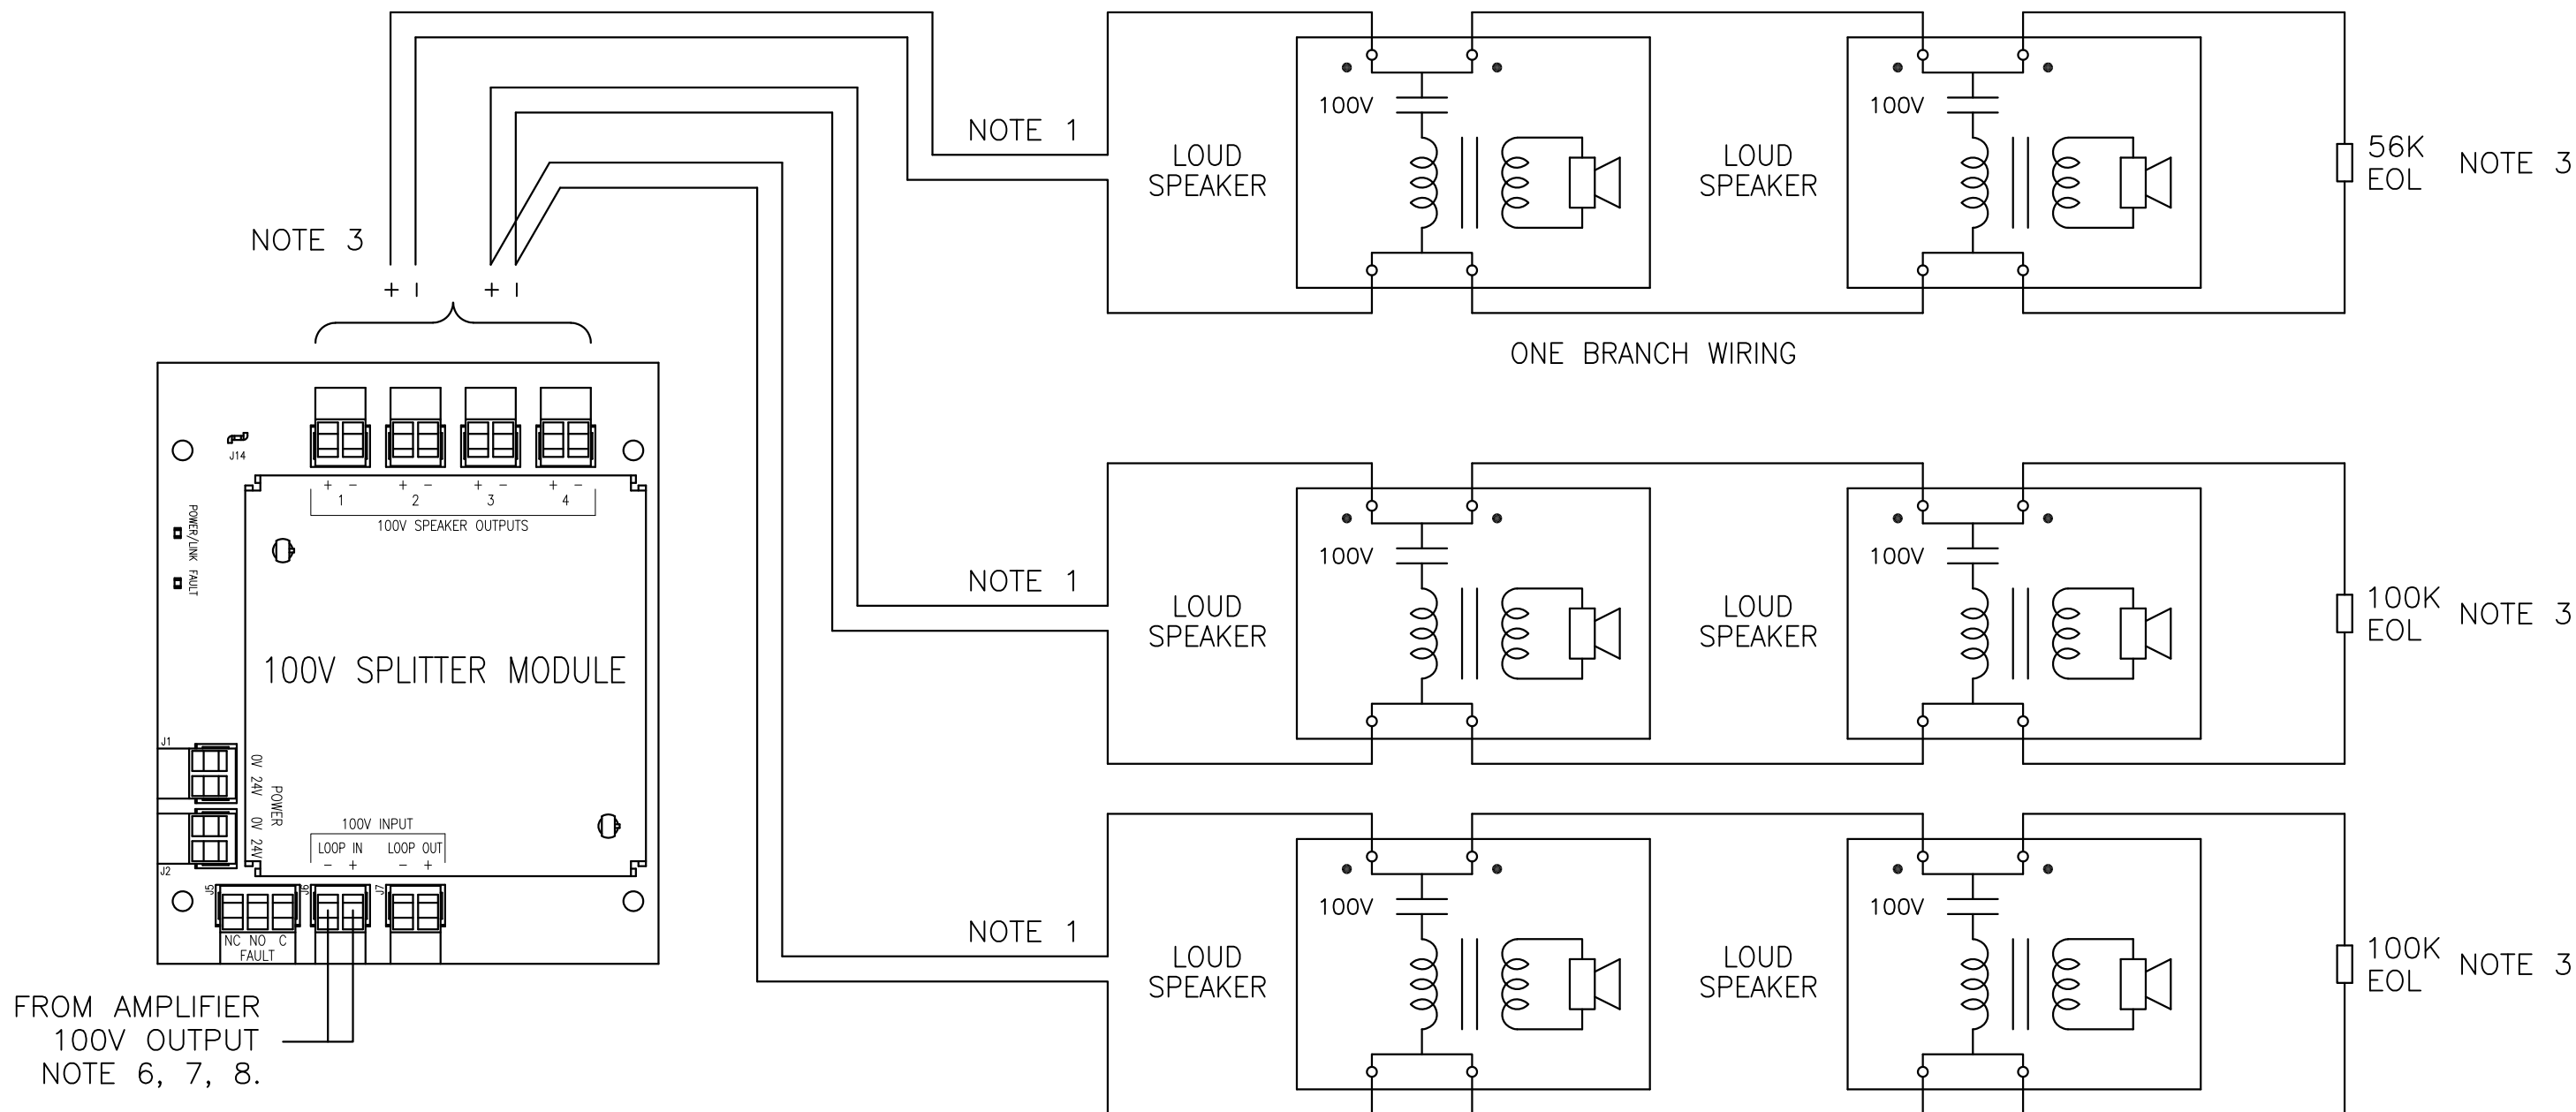 NOTE 1
LOUD
SPEAKER
100V
LOUD
SPEAKER
100V
56K
EOL
NOTE 3
NOTE 3
+ − + −
ONE BRANCH WIRING
J14
+ − + − + − + −
1 2 3 4
100V SPEAKER OUTPUTS
POWER/LINK FAULT
100V SPLITTER MODULE
NOTE 1
LOUD
SPEAKER
100V
LOUD
SPEAKER
100V
100K
EOL
NOTE 3
J1
0V 24V 0V 24V
POWER
J2
100V INPUT
LOOP IN LOOP OUT
− + − +
J5 J6 J7
NC NO C
FAULT
NOTE 1
LOUD
SPEAKER
100V
LOUD
SPEAKER
100V
100K
EOL
NOTE 3
FROM AMPLIFIER
100V OUTPUT
NOTE 6, 7, 8.